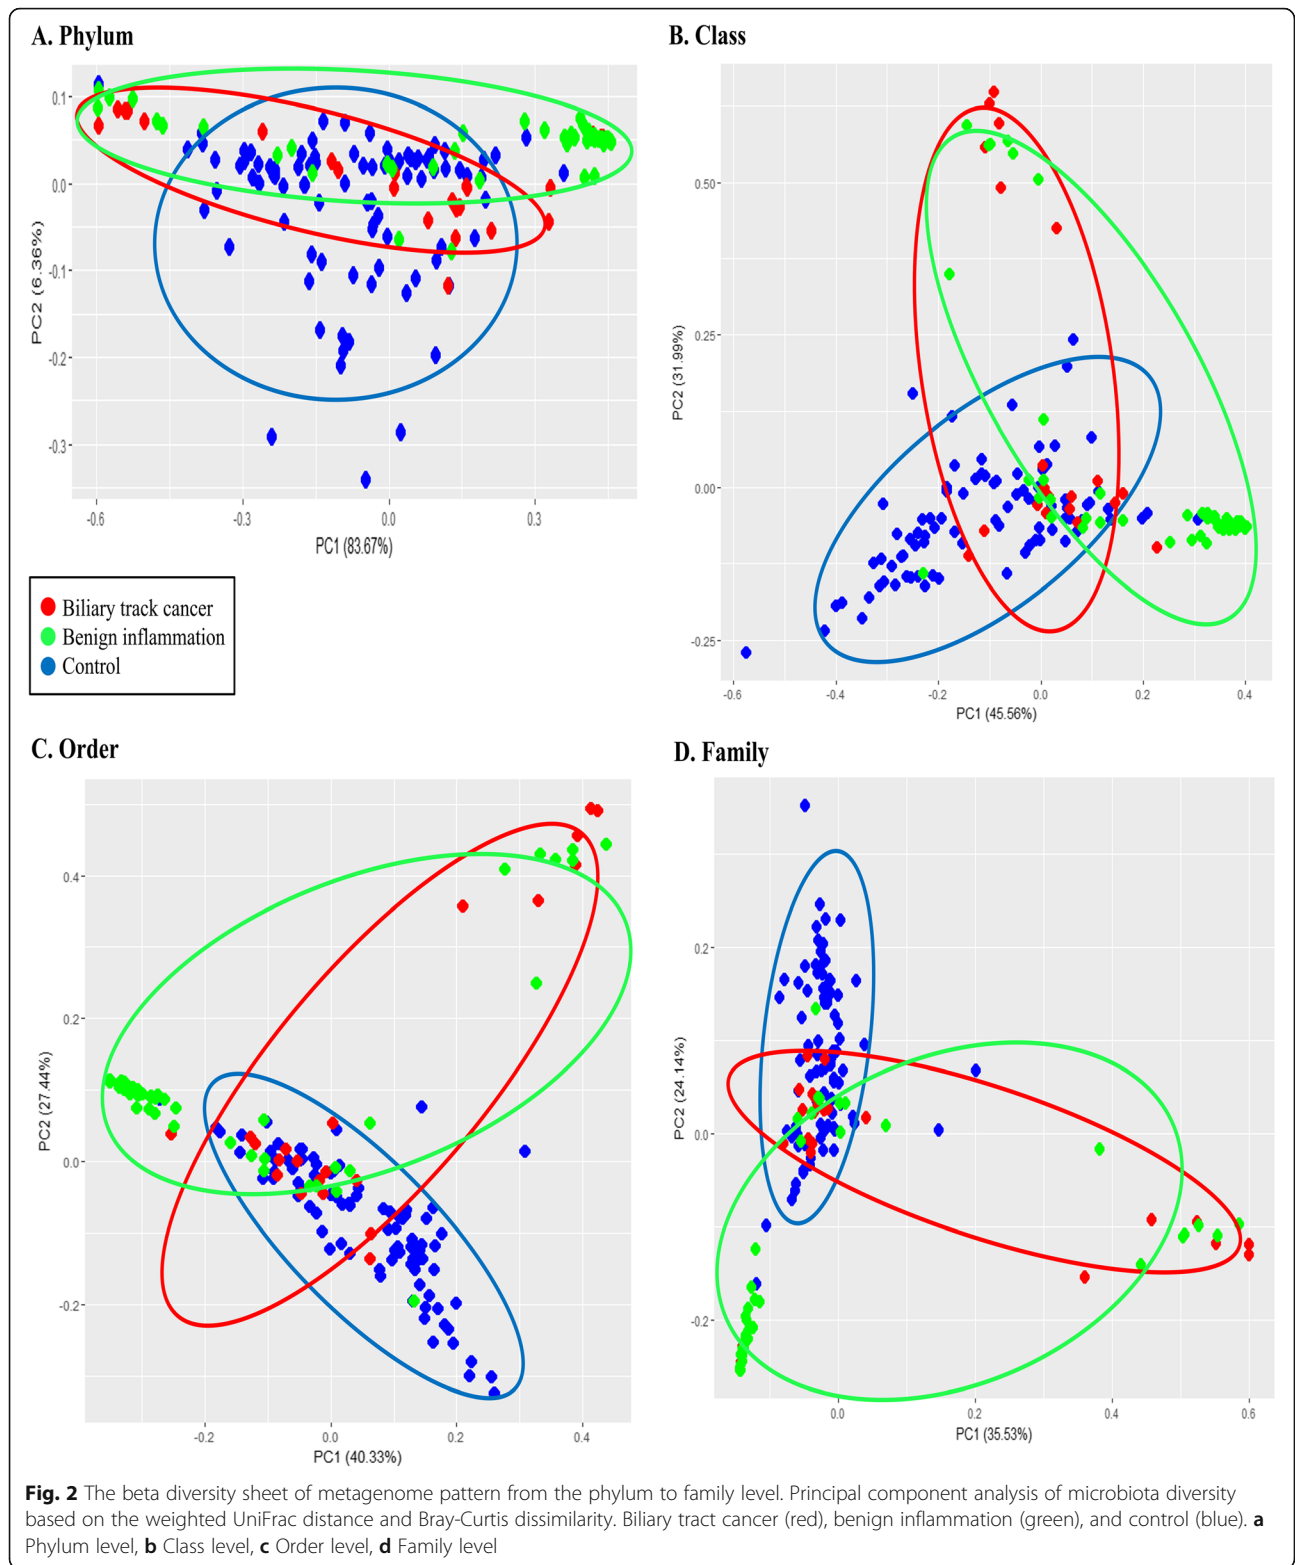 A. Phylum
0.1
0.0
-0.1
-0.2
-0.3
PC2 (6.36%)
-0.6
-0.3
0.0
0.3
PC1 (83.67%)
Biliary track cancer
Benign inflammation
Control
B. Class
0.50
0.25
0.00
-0.25
PC2 (31.99%)
-0.6
-0.4
-0.2
0.0
0.2
0.4
PC1 (45.56%)
C. Order
0.4
0.2
0.0
-0.2
PC2 (27.44%)
-0.2
0.0
0.2
0.4
PC1 (40.33%)
D. Family
0.2
0.0
-0.2
PC2 (24.14%)
0.0
0.2
0.4
0.6
PC1 (35.53%)
Fig. 2 The beta diversity sheet of metagenome pattern from the phylum to family level. Principal component analysis of microbiota diversity
based on the weighted UniFrac distance and Bray-Curtis dissimilarity. Biliary tract cancer (red), benign inflammation (green), and control (blue). a
Phylum level, b Class level, c Order level, d Family level